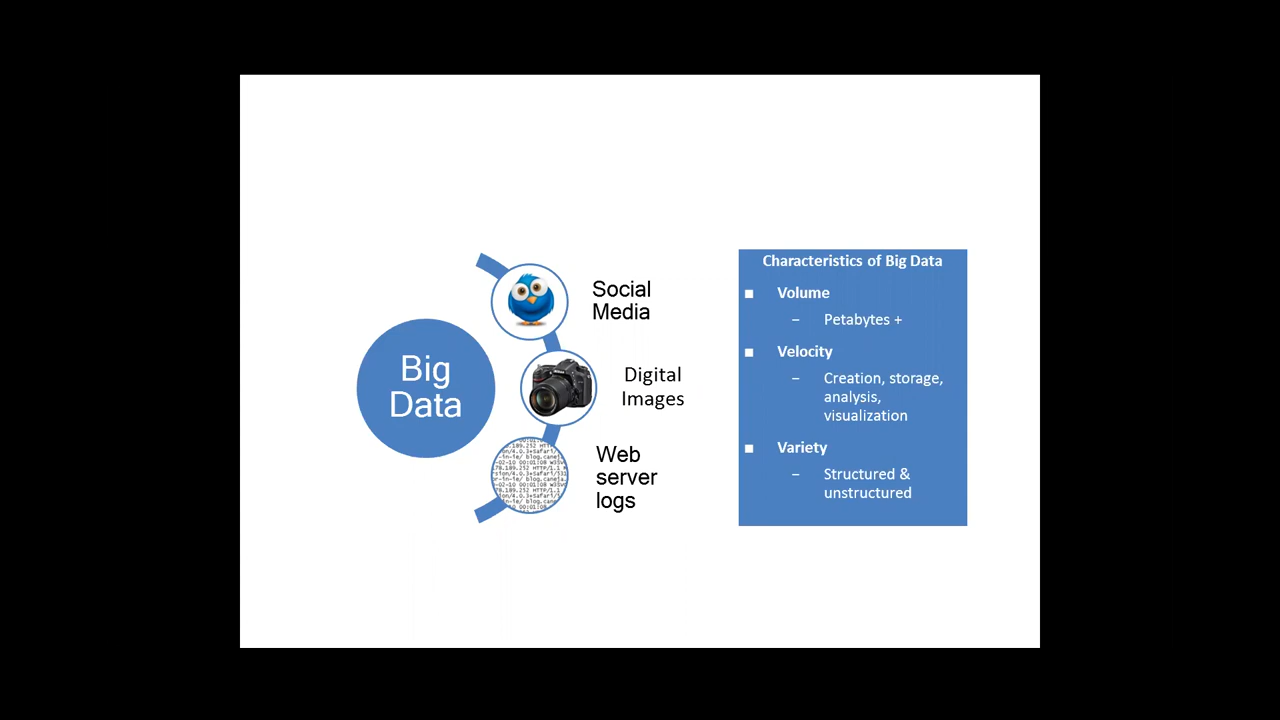 Big
Data
Social
Media
Digital
Images
Web
server
logs
Characteristics of Big Data
■ Volume
– Petabytes +
■ Velocity
– Creation, storage,
analysis,
visualization
■ Variety
– Structured &
unstructured